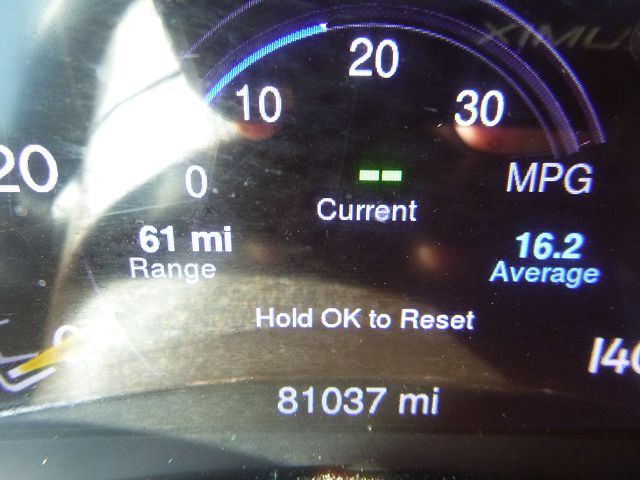 20
10
30
20
0
--
MPG
Current
61 mi
Range
16.2
Average
Hold OK to Reset
0
140
81037 mi